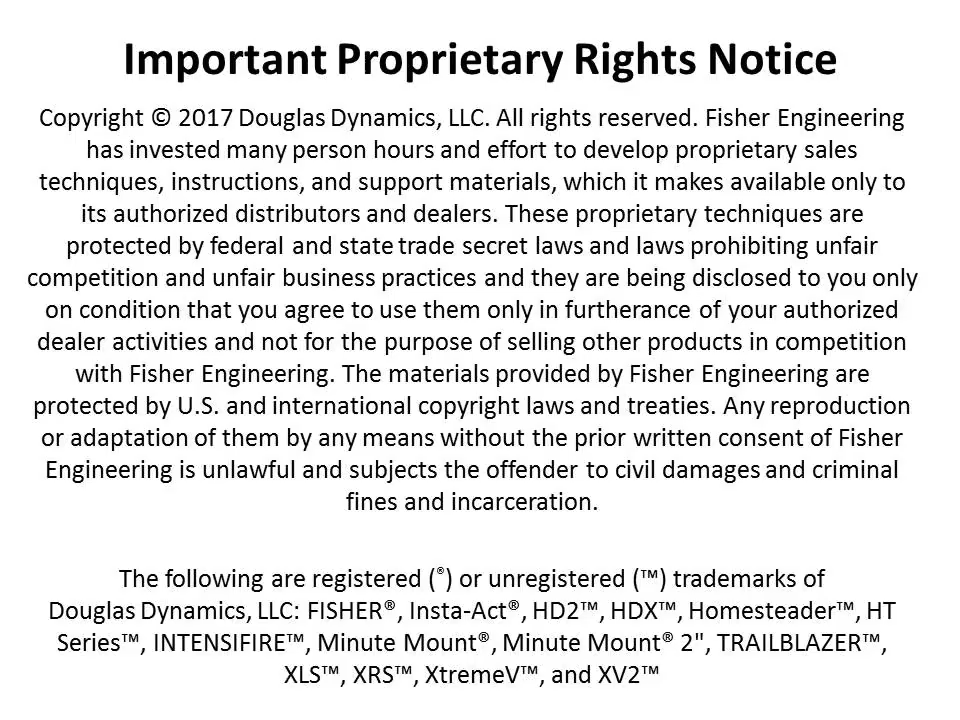 Important Proprietary Rights Notice
Copyright © 2017 Douglas Dynamics, LLC. All rights reserved. Fisher Engineering
has invested many person hours and effort to develop proprietary sales
techniques, instructions, and support materials, which it makes available only to
its authorized distributors and dealers. These proprietary techniques are
protected by federal and state trade secret laws and laws prohibiting unfair
competition and unfair business practices and they are being disclosed to you only
on condition that you agree to use them only in furtherance of your authorized
dealer activities and not for the purpose of selling other products in competition
with Fisher Engineering. The materials provided by Fisher Engineering are
protected by U.S. and international copyright laws and treaties. Any reproduction
or adaptation of them by any means without the prior written consent of Fisher
Engineering is unlawful and subjects the offender to civil damages and criminal
fines and incarceration.
The following are registered (®) or unregistered (™) trademarks of
Douglas Dynamics, LLC: FISHER®, Insta-Act®, HD2™, HDX™, Homesteader™, HT
Series™, INTENSIFIRE™, Minute Mount®, Minute Mount® 2", TRAILBLAZER™,
XLS™, XRS™, XtremeV™, and XV2™